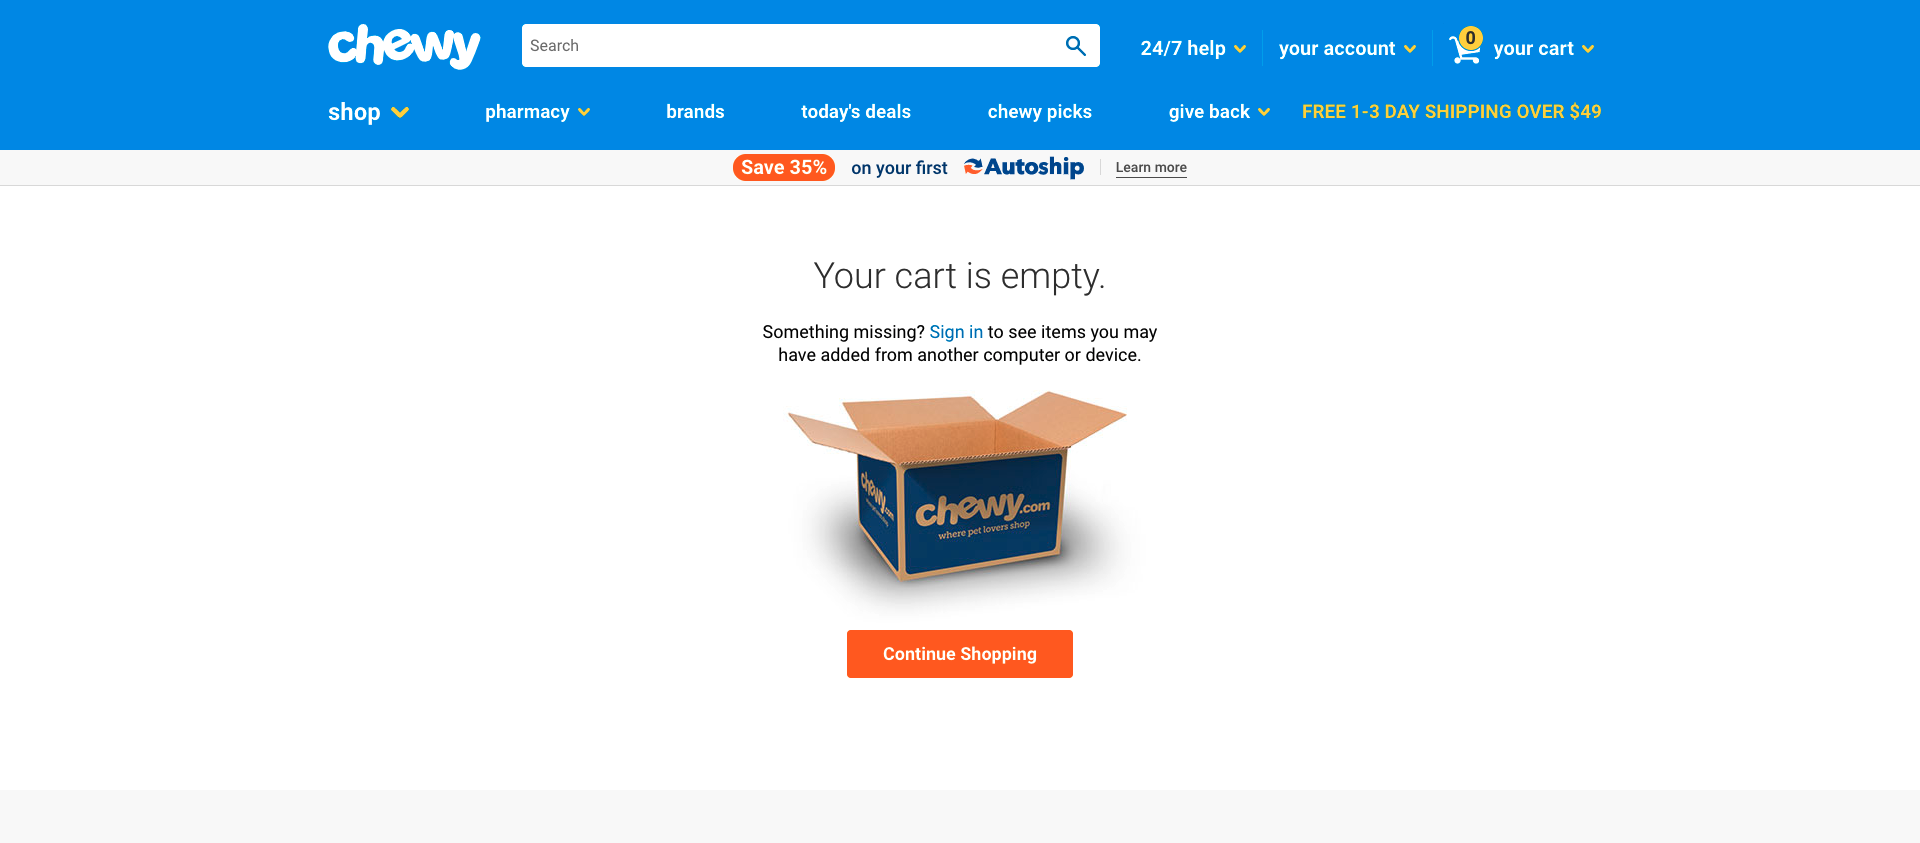 chewy
Search
24/7 help
your account
0
your cart
shop
pharmacy
brands
today's deals
chewy picks
give back
FREE 1-3 DAY SHIPPING OVER $49
Save 35% on your first Autoship Learn more
Your cart is empty.
Something missing? Sign in to see items you may
have added from another computer or device.
chewy.com
chewy.com
where pet lovers shop
Continue Shopping